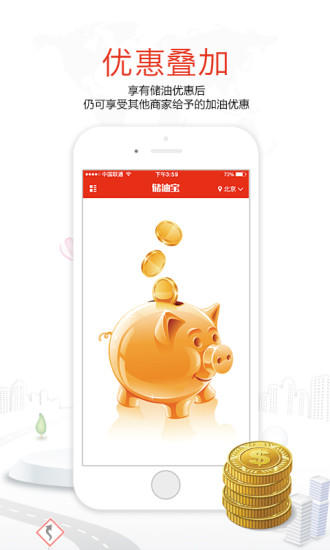 优惠叠加
享有储油优惠后
仍可享受其他商家给予的加油优惠
中国联通 下午3:59 73%
储油宝 北京